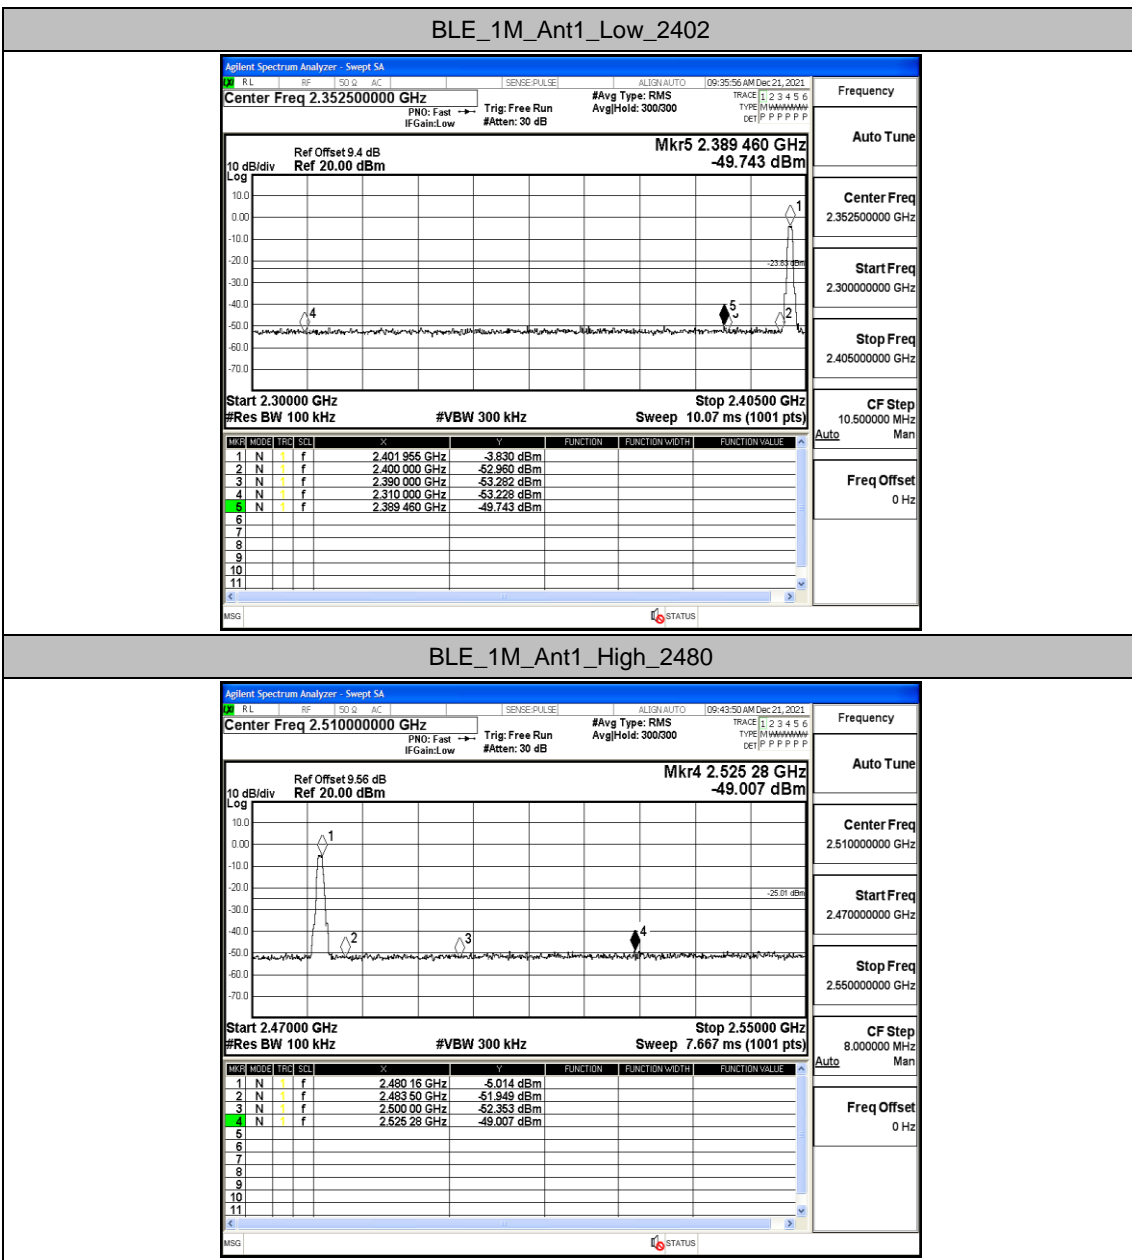 BLE_1M_Ant1_Low_2402
Agilent Spectrum Analyzer - Swept SA
RL RF 50 Ω AC SENSE:PULSE ALIGNAUTO 09:35:56 AM Dec 21, 2021
Center Freq 2.352500000 GHz
PNO: Fast
IFGain:Low
Trig: Free Run
#Atten: 30 dB
#Avg Type: RMS
Avg|Hold: 300/300
TRACE 1 2 3 4 5 6
TYPE M WWWWW
DET P P P P P P
Mkr5 2.389 460 GHz
-49.743 dBm
Ref Offset 9.4 dB
10 dB/div Ref 20.00 dBm
Log
10.0
0.00
-10.0
-20.0
-30.0
-40.0
-50.0
-60.0
-70.0
-23.83 dBm
1
2
4
5
Start 2.30000 GHz Stop 2.40500 GHz
#Res BW 100 kHz #VBW 300 kHz Sweep 10.07 ms (1001 pts)
MKR MODE TRC SCL X Y FUNCTION FUNCTION WIDTH FUNCTION VALUE
1 N 1 f 2.401 955 GHz -3.830 dBm
2 N 1 f 2.400 000 GHz -52.960 dBm
3 N 1 f 2.390 000 GHz -53.282 dBm
4 N 1 f 2.310 000 GHz -53.228 dBm
5 N 1 f 2.389 460 GHz -49.743 dBm
6
7
8
9
10
11
MSG STATUS
Frequency
Auto Tune
Center Freq
2.352500000 GHz
Start Freq
2.300000000 GHz
Stop Freq
2.405000000 GHz
CF Step
10.500000 MHz
Auto Man
Freq Offset
0 Hz
BLE_1M_Ant1_High_2480
Agilent Spectrum Analyzer - Swept SA
RL RF 50 Ω AC SENSE:PULSE ALIGNAUTO 09:43:50 AM Dec 21, 2021
Center Freq 2.510000000 GHz
PNO: Fast
IFGain:Low
Trig: Free Run
#Atten: 30 dB
#Avg Type: RMS
Avg|Hold: 300/300
TRACE 1 2 3 4 5 6
TYPE M WWWWW
DET P P P P P P
Mkr4 2.525 28 GHz
-49.007 dBm
Ref Offset 9.56 dB
10 dB/div Ref 20.00 dBm
Log
10.0
0.00
-10.0
-20.0
-30.0
-40.0
-50.0
-60.0
-70.0
-25.01 dBm
1
2
3
4
Start 2.47000 GHz Stop 2.55000 GHz
#Res BW 100 kHz #VBW 300 kHz Sweep 7.667 ms (1001 pts)
MKR MODE TRC SCL X Y FUNCTION FUNCTION WIDTH FUNCTION VALUE
1 N 1 f 2.480 16 GHz -5.014 dBm
2 N 1 f 2.483 50 GHz -51.949 dBm
3 N 1 f 2.500 00 GHz -52.353 dBm
4 N 1 f 2.525 28 GHz -49.007 dBm
5
6
7
8
9
10
11
MSG STATUS
Frequency
Auto Tune
Center Freq
2.510000000 GHz
Start Freq
2.470000000 GHz
Stop Freq
2.550000000 GHz
CF Step
8.000000 MHz
Auto Man
Freq Offset
0 Hz